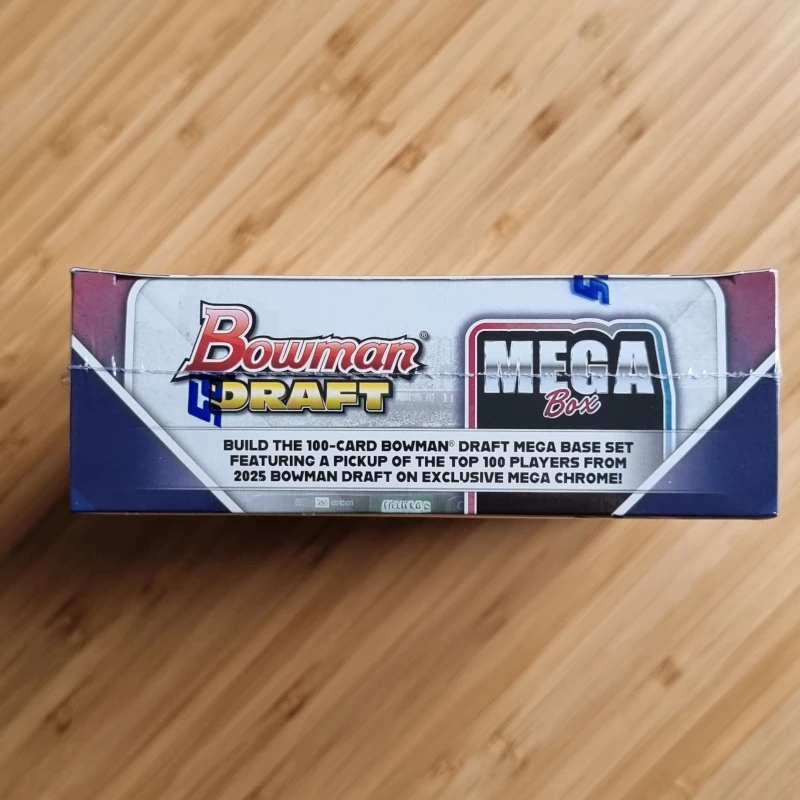 Bowman®
DRAFT
MEGA
Box
BUILD THE 100-CARD BOWMAN® DRAFT MEGA BASE SET
FEATURING A PICKUP OF THE TOP 100 PLAYERS FROM
2025 BOWMAN DRAFT ON EXCLUSIVE MEGA CHROME!